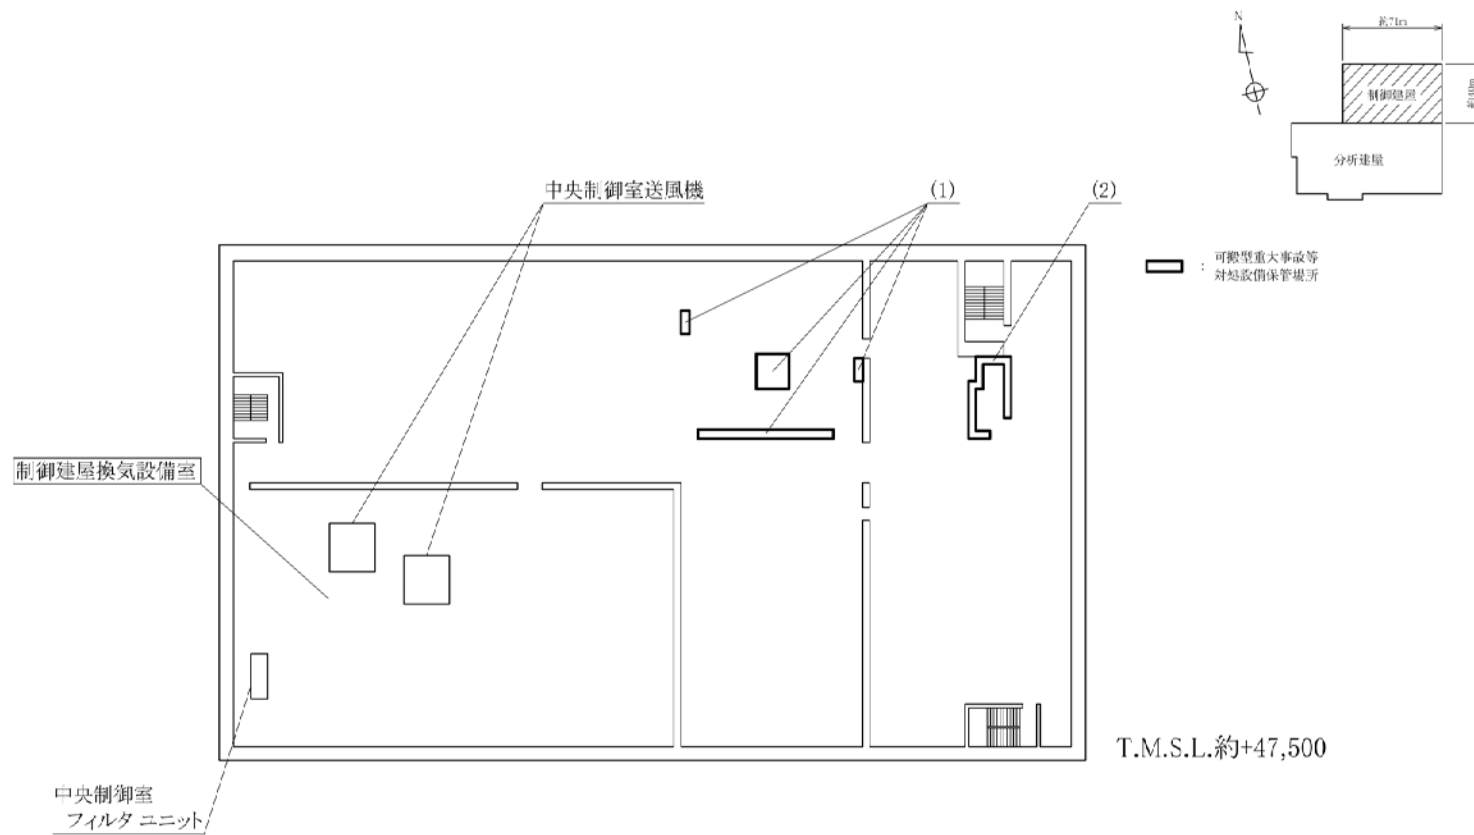 N
約71m
制御建屋
約40m
分析建屋
中央制御室送風機
(1)
(2)
: 可搬型重大事故等
対処設備保管場所
制御建屋換気設備室
T.M.S.L.約+47,500
中央制御室
フィルタ ユニット